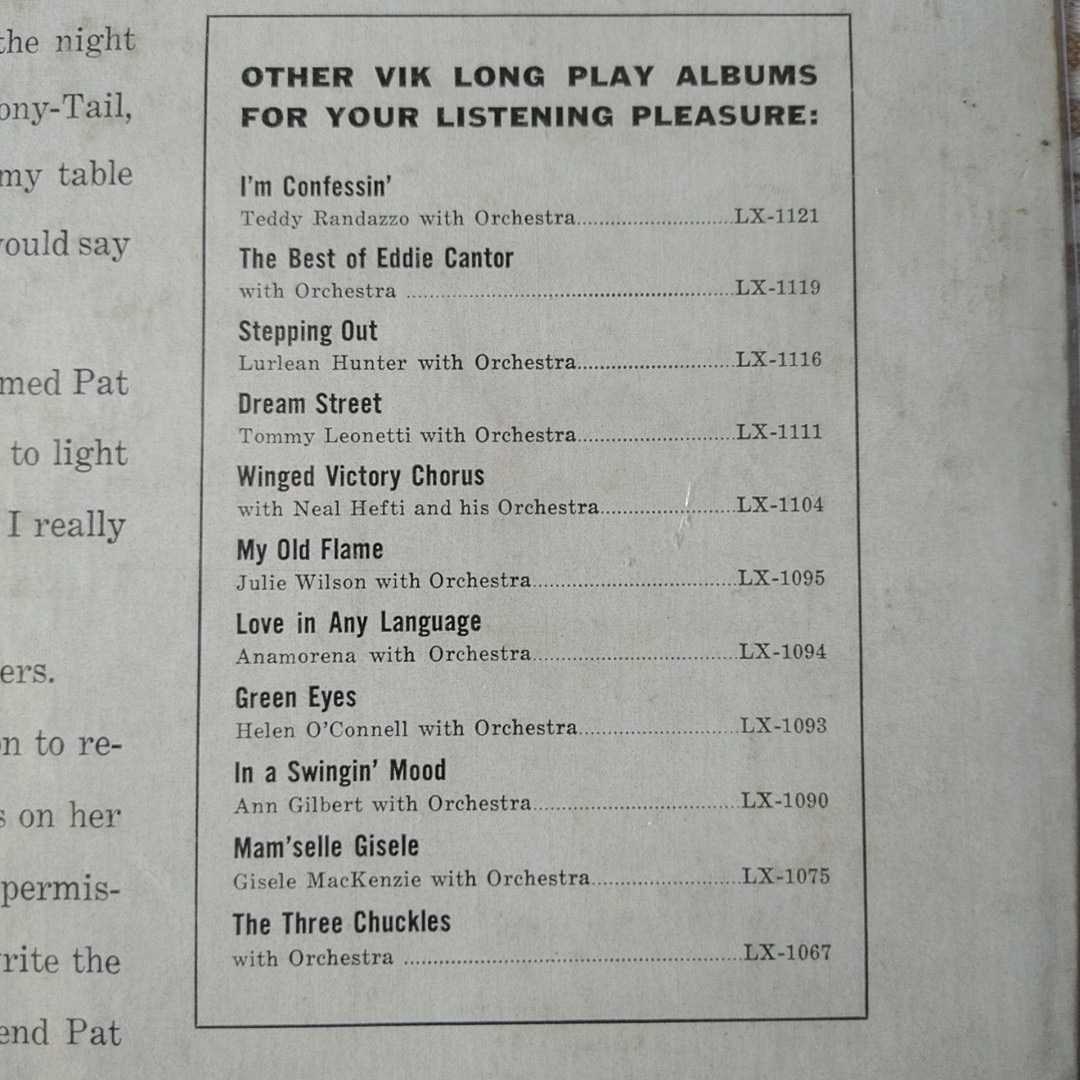 the night
ony-Tail,
my table
would say
med Pat
to light
I really
ers.
on to re-
s on her
permis-
rite the
end Pat
OTHER VIK LONG PLAY ALBUMS
FOR YOUR LISTENING PLEASURE:
I'm Confessin'
Teddy Randazzo with Orchestra..........................LX-1121
The Best of Eddie Cantor
with Orchestra ......................................................LX-1119
Stepping Out
Lurlean Hunter with Orchestra..........................LX-1116
Dream Street
Tommy Leonetti with Orchestra..........................LX-1111
Winged Victory Chorus
with Neal Hefti and his Orchestra......................LX-1104
My Old Flame
Julie Wilson with Orchestra..................................LX-1095
Love in Any Language
Anamorena with Orchestra..................................LX-1094
Green Eyes
Helen O'Connell with Orchestra..........................LX-1093
In a Swingin' Mood
Ann Gilbert with Orchestra..................................LX-1090
Mam'selle Gisele
Gisele MacKenzie with Orchestra.........................LX-1075
The Three Chuckles
with Orchestra ........................................................LX-1067